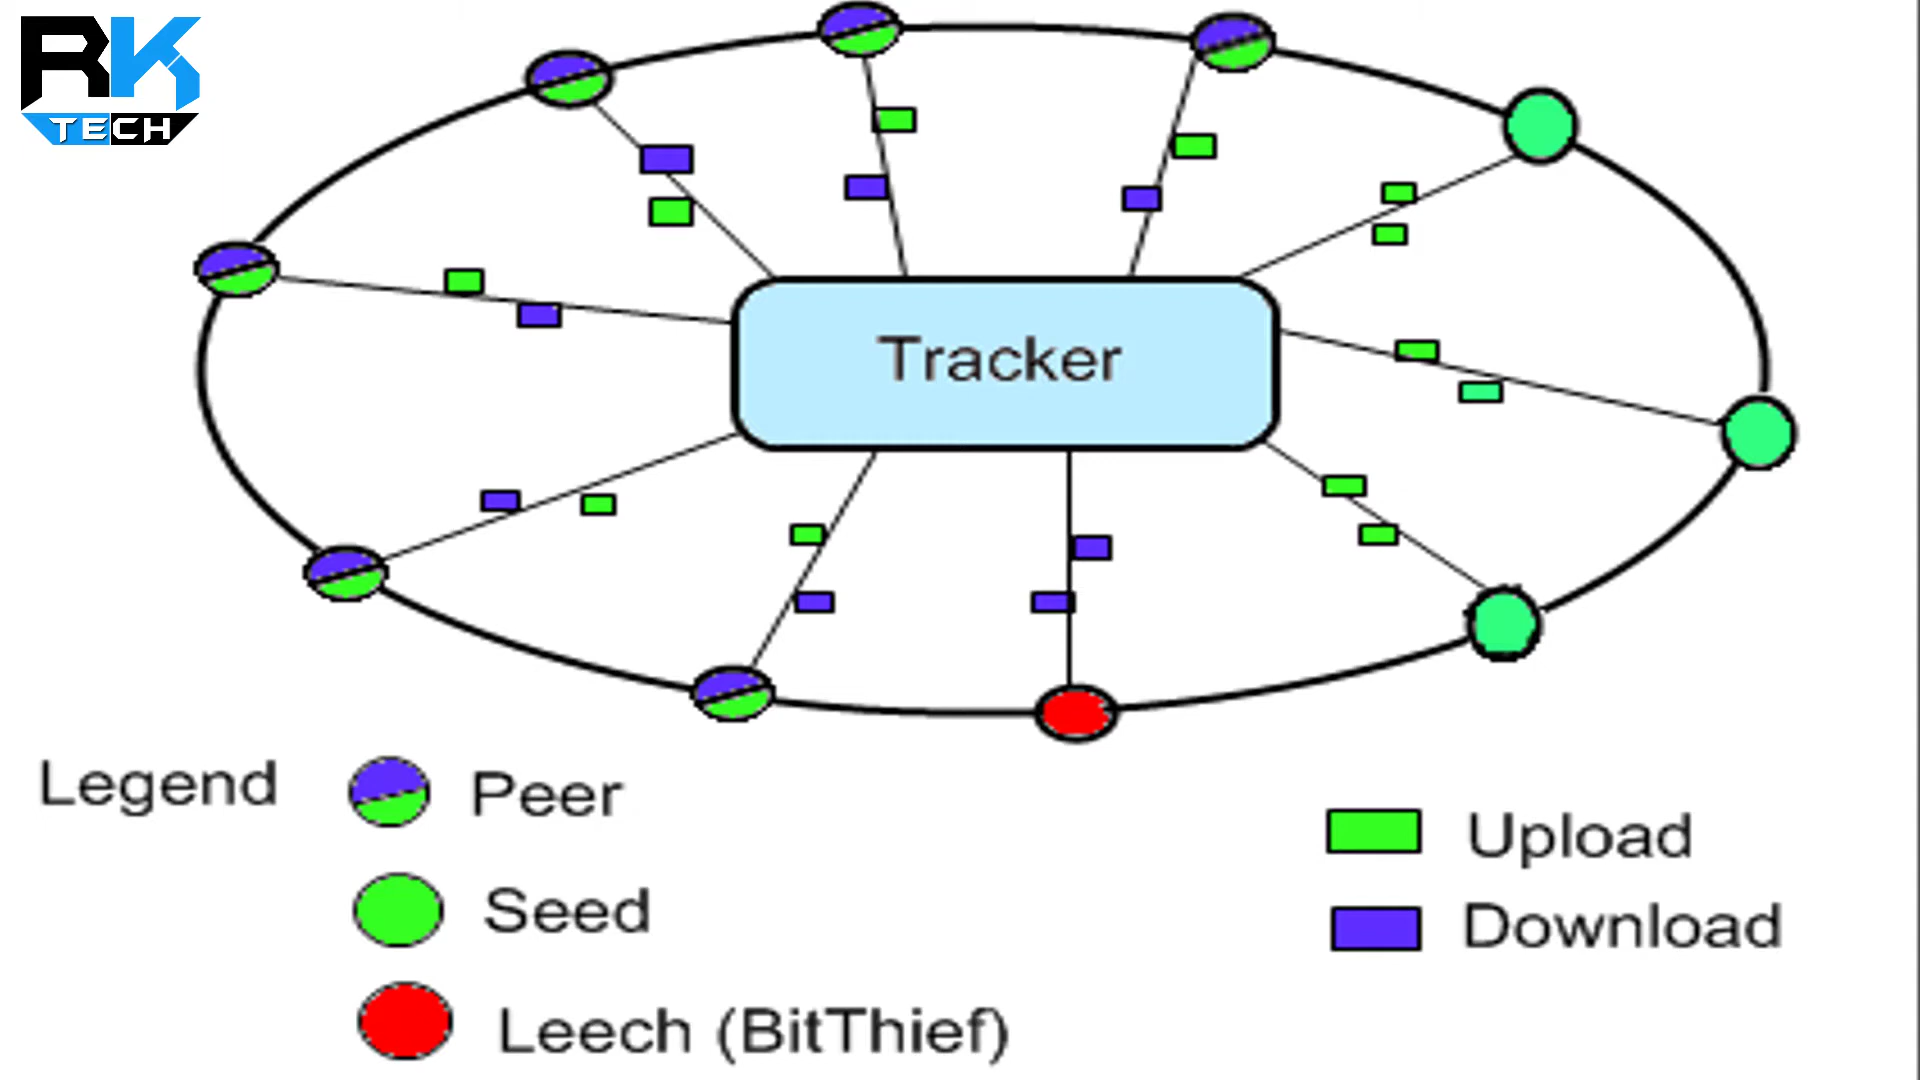 RK
TECH
Tracker
Legend
Peer
Seed
Leech (BitThief)
Upload
Download